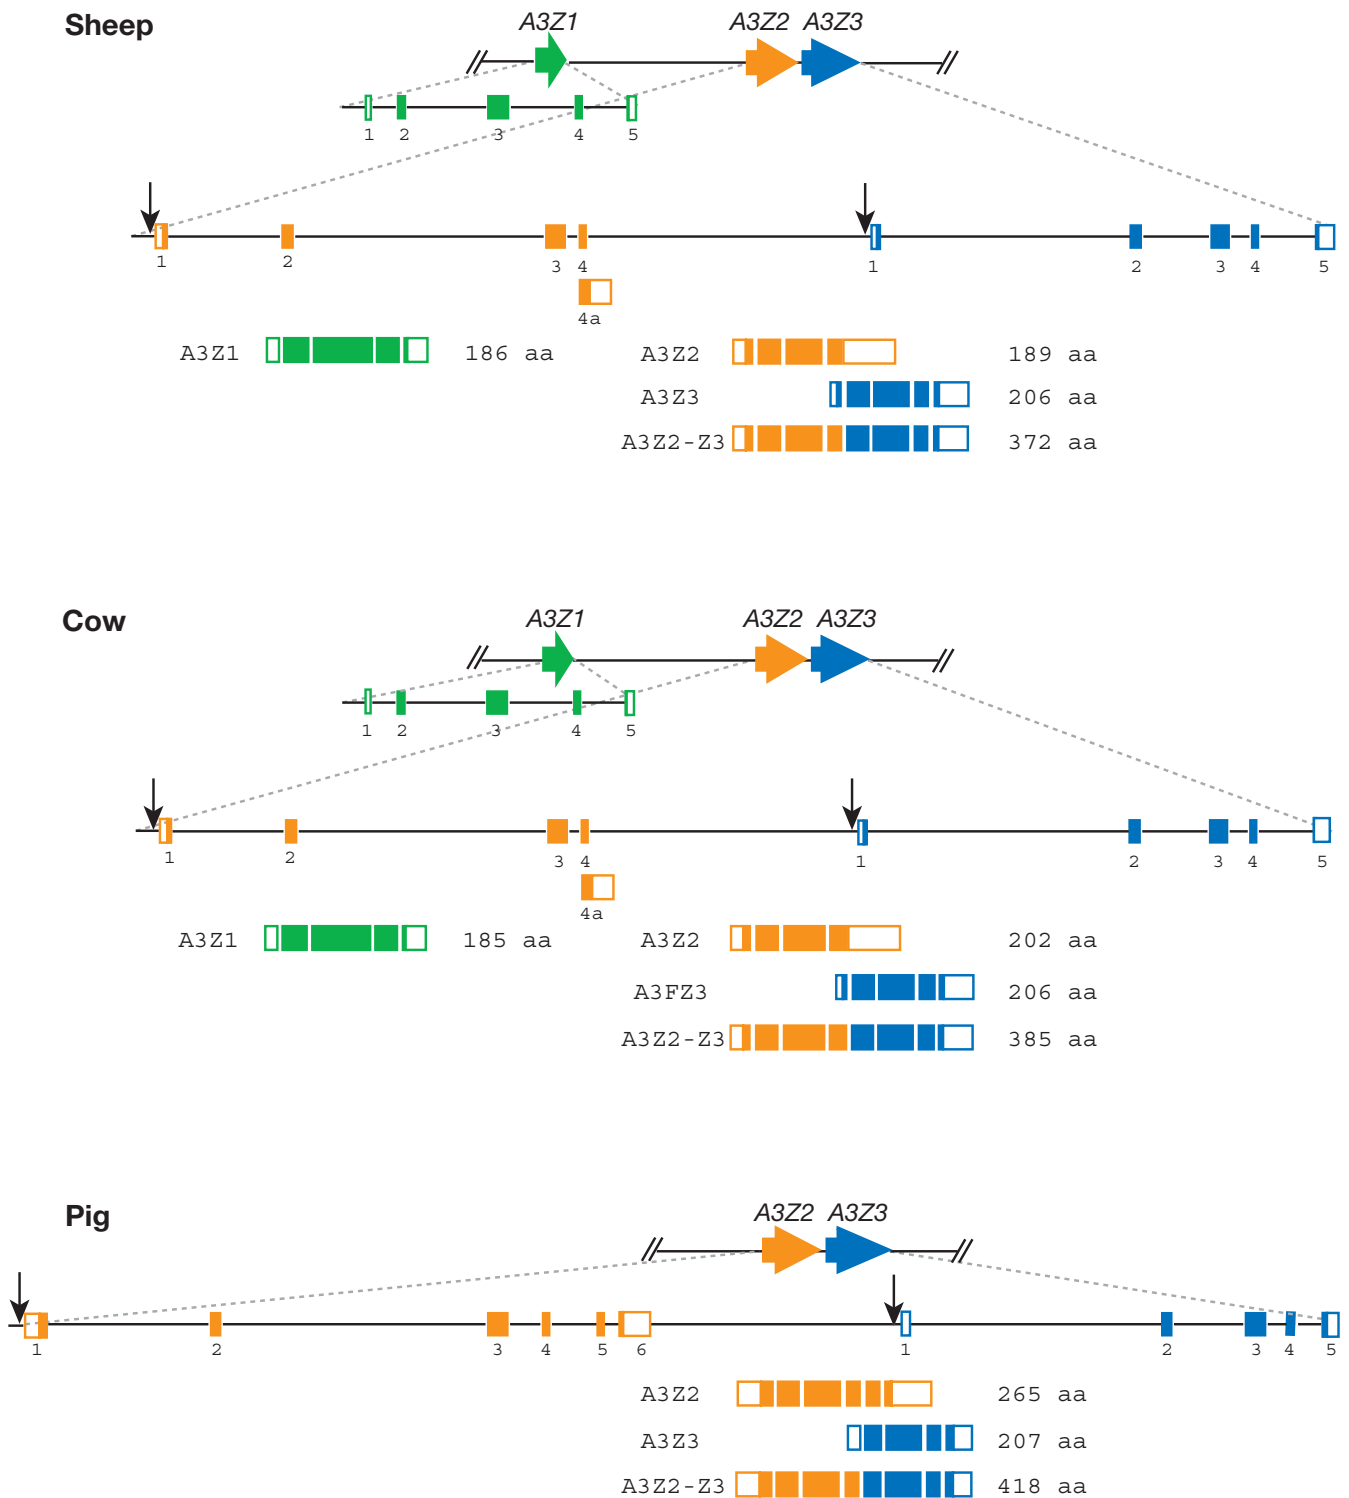 Sheep
A3Z1 A3Z2 A3Z3
1 2 3 4 5
1 2 3 4 1 2 3 4 5
4a
A3Z1 186 aa A3Z2 189 aa
A3Z3 206 aa
A3Z2-Z3 372 aa
Cow
A3Z1 A3Z2 A3Z3
1 2 3 4 5
1 2 3 4 1 2 3 4 5
4a
A3Z1 185 aa A3Z2 202 aa
A3FZ3 206 aa
A3Z2-Z3 385 aa
Pig
A3Z2 A3Z3
1 2 3 4 5 6 1 2 3 4 5
A3Z2 265 aa
A3Z3 207 aa
A3Z2-Z3 418 aa